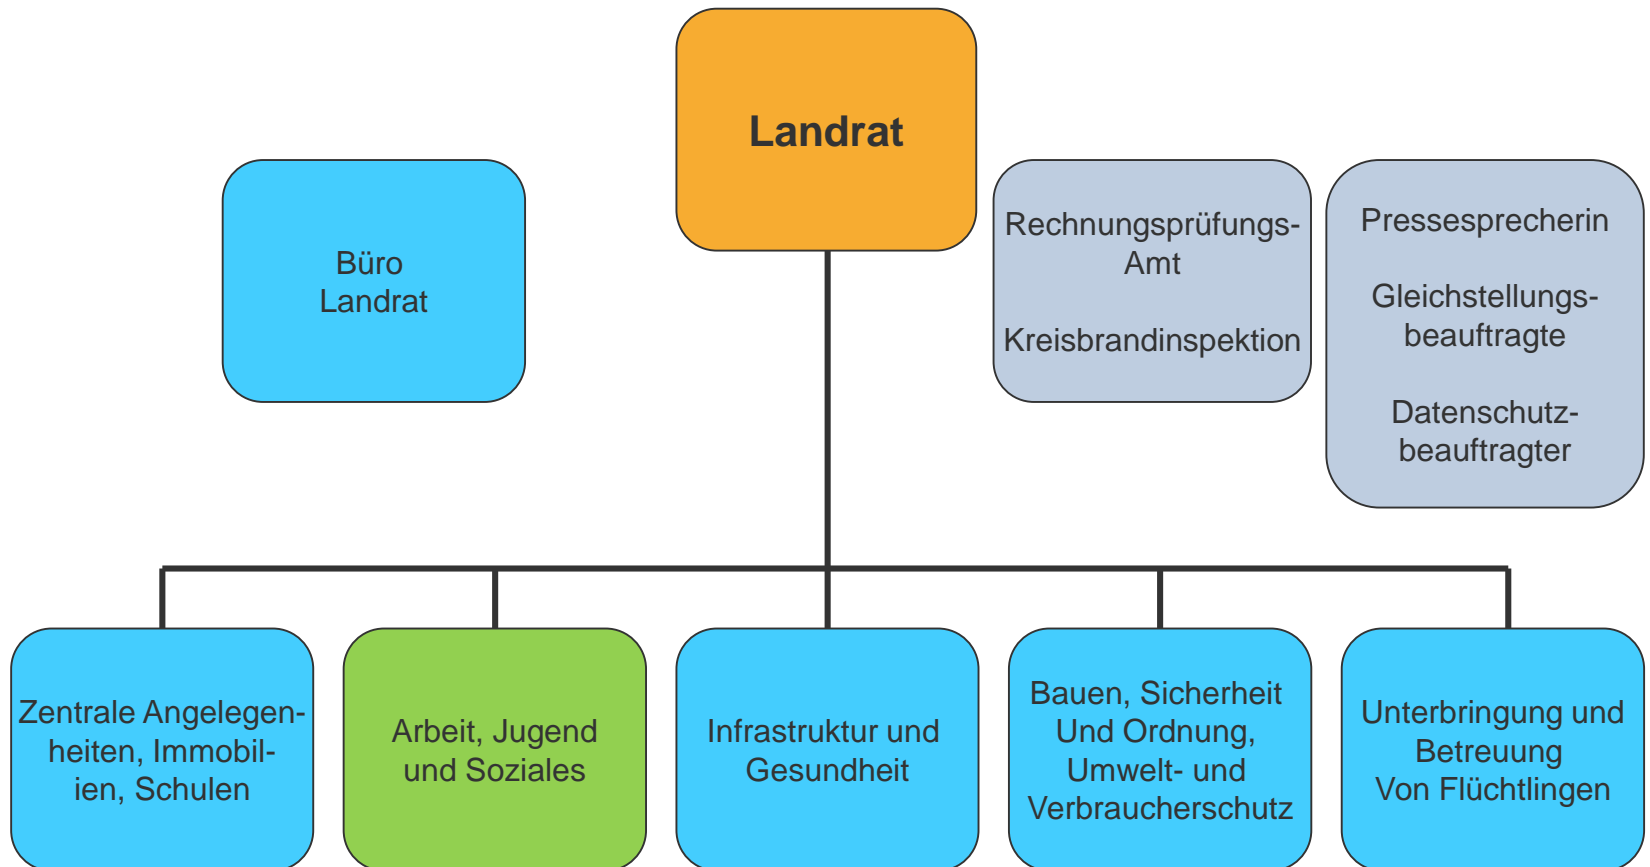 Landrat
Büro
Landrat
Rechnungsprüfungs-
Amt
Kreisbrandinspektion
Pressesprecherin
Gleichstellungs-
beauftragte
Datenschutz-
beauftragter
Zentrale Angelegen-
heiten, Immobil-
ien, Schulen
Arbeit, Jugend
und Soziales
Infrastruktur und
Gesundheit
Bauen, Sicherheit
Und Ordnung,
Umwelt- und
Verbraucherschutz
Unterbringung und
Betreuung
Von Flüchtlingen